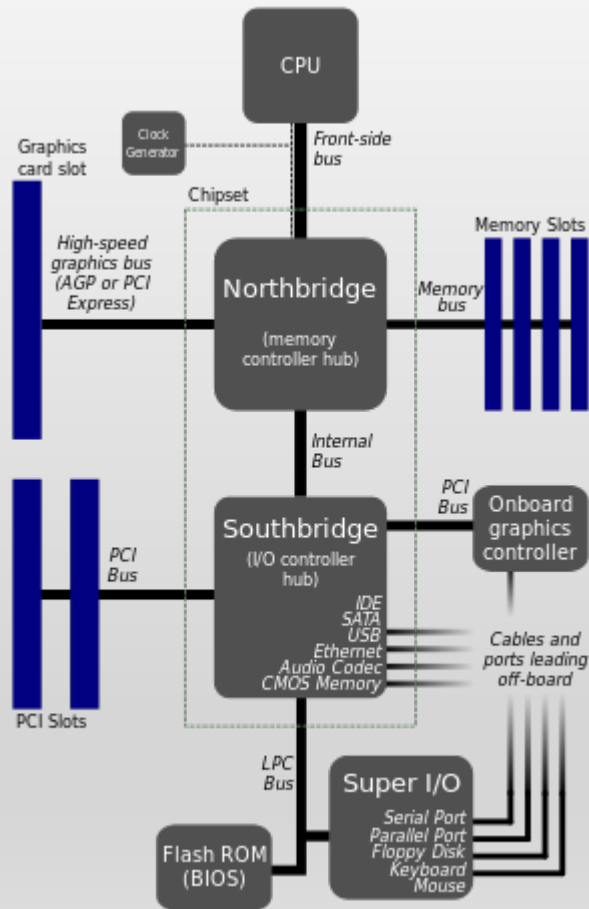 CPU
Clock
Generator
Front-side
bus
Graphics
card slot
Chipset
High-speed
graphics bus
(AGP or PCI
Express)
Northbridge
(memory
controller hub)
Memory Slots
Memory
bus
Internal
Bus
Southbridge
(I/O controller
hub)
IDE
SATA
USB
Ethernet
Audio Codec
CMOS Memory
PCI
Bus
Onboard
graphics
controller
PCI
Bus
PCI Slots
Cables and
ports leading
off-board
LPC
Bus
Super I/O
Serial Port
Parallel Port
Floppy Disk
Keyboard
Mouse
Flash ROM
(BIOS)